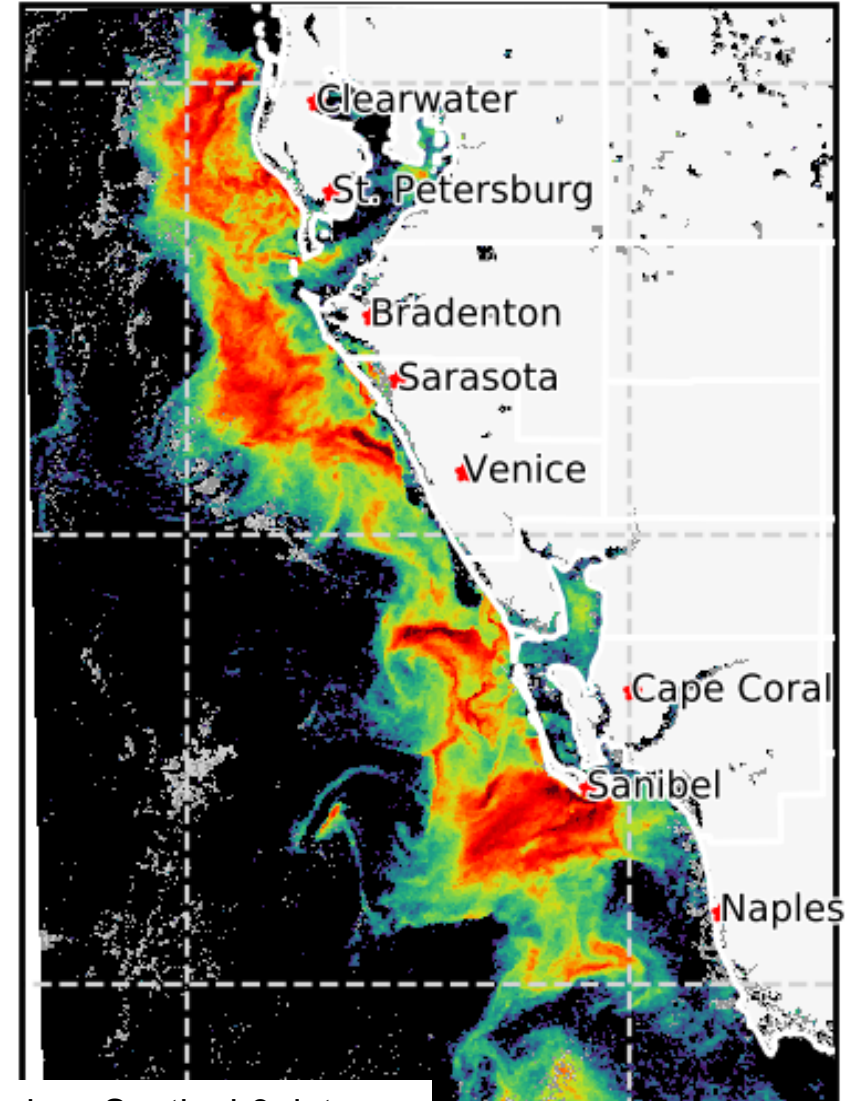 Clearwater
St. Petersburg
Bradenton
Sarasota
Venice
Cape Coral
Sanibel
Naples